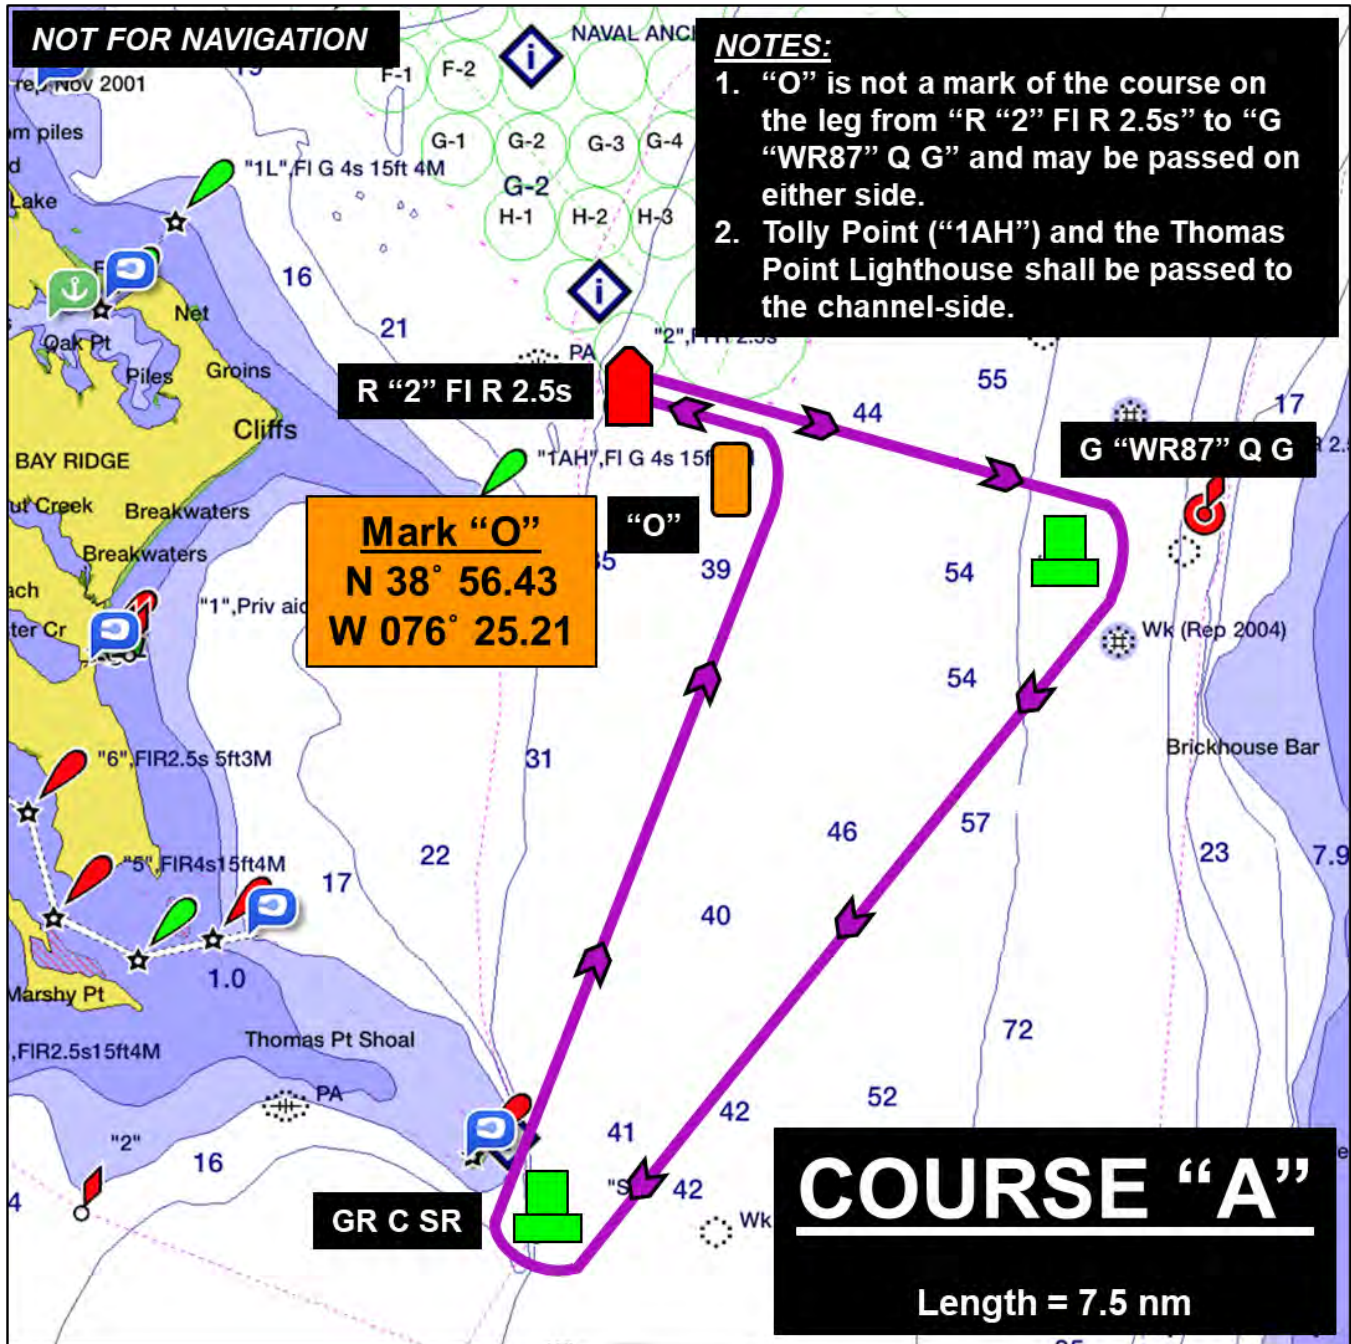 NOT FOR NAVIGATION
rep Nov 2001
NAVAL
F-1
F-2
G-1
G-2
G-3
G-4
G-2
H-1
H-2
H-3
NOTES:
1. “O” is not a mark of the course on
the leg from “R “2” Fl R 2.5s” to “G
“WR87” Q G” and may be passed on
either side.
2. Tolly Point (“1AH”) and the Thomas
Point Lighthouse shall be passed to
the channel-side.
"1L",Fl G 4s 15ft 4M
Lake
16
Net
21
Oak Pt
Piles
Groins
PA
"2",
R “2” Fl R 2.5s
55
44
17
Cliffs
G “WR87” Q G
BAY RIDGE
"1AH",Fl G 4s
Creek
Breakwaters
“O”
Mark “O”
N 38° 56.43
W 076° 25.21
Breakwaters
39
54
"1",Priv
Wk (Rep 2004)
54
Brickhouse Bar
"6",FlR2.5s 5ft3M
31
46
57
22
23
7.9
"5",FlR4s15ft4M
17
40
1.0
Marshy Pt
72
Thomas Pt Shoal
,FlR2.5s15ft4M
PA
52
42
41
"2"
16
42
4
GR C SR
Wk
COURSE “A”
Length = 7.5 nm